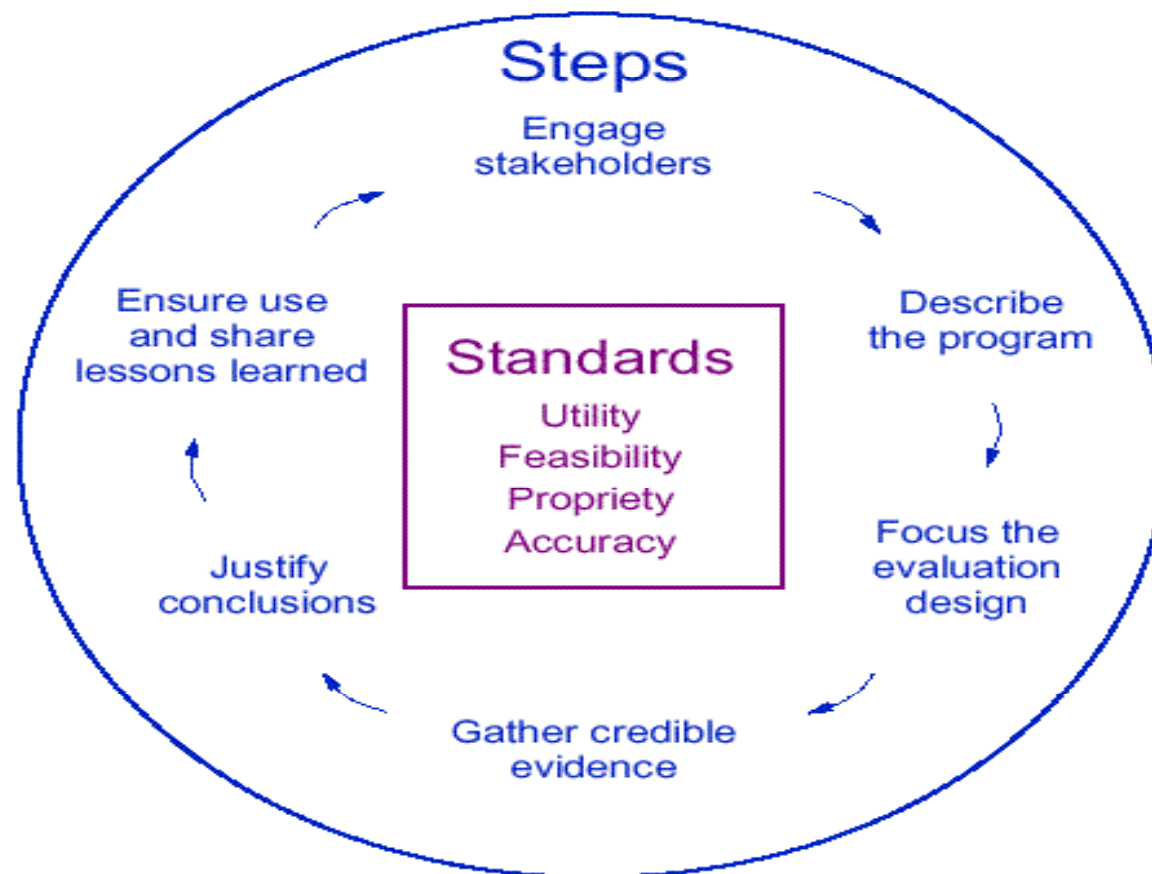 Steps
Engage
stakeholders
Describe
the program
Focus the
evaluation
design
Gather credible
evidence
Justify
conclusions
Ensure use
and share
lessons learned
Standards
Utility
Feasibility
Propriety
Accuracy